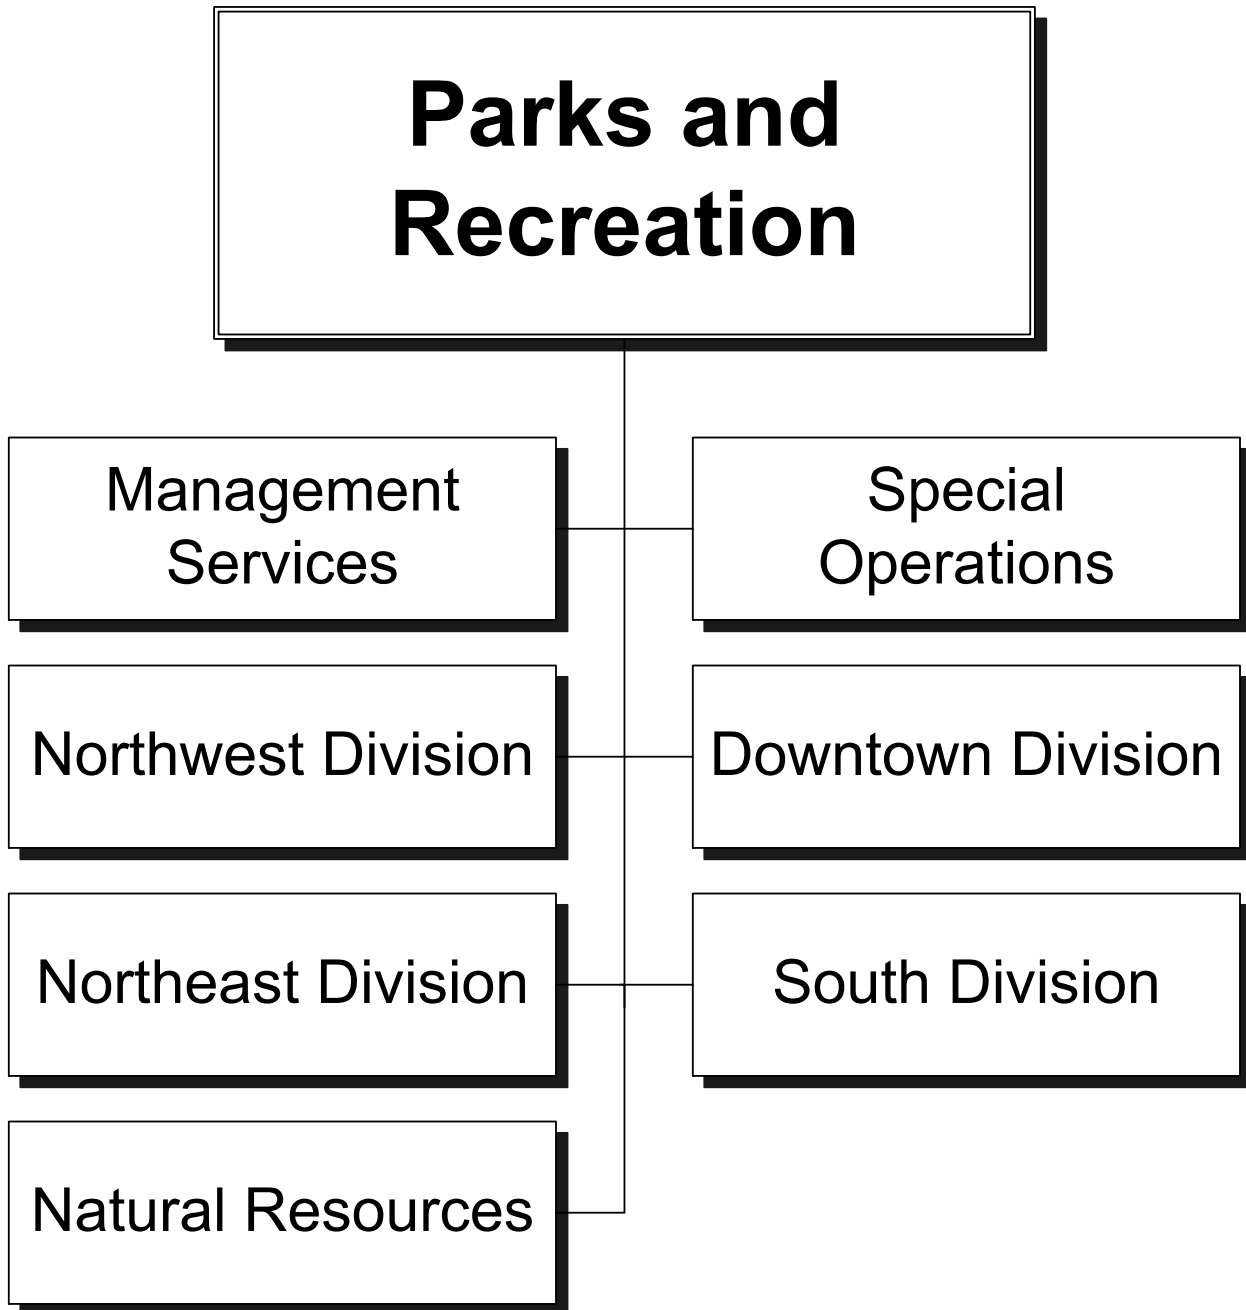 Parks and
Recreation
Management
Services
Special
Operations
Northwest Division
Downtown Division
Northeast Division
South Division
Natural Resources